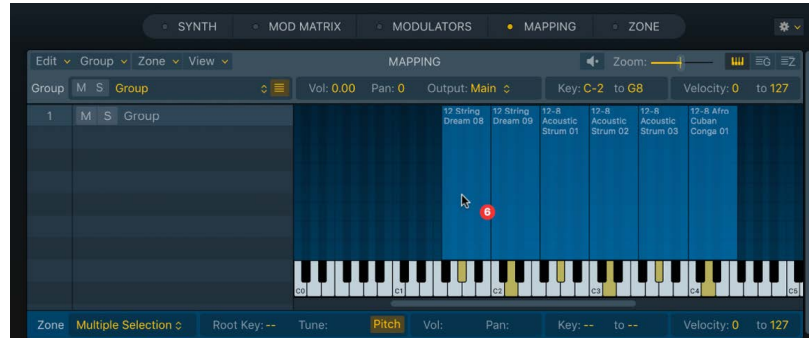 SYNTH MOD MATRIX MODULATORS MAPPING ZONE
Edit Group Zone View MAPPING Zoom: G Z
Group M S Group Vol: 0.00 Pan: 0 Output: Main Key: C-2 to G8 Velocity: 0 to 127
1 M S Group
12 String Dream 08
12 String Dream 09
12-8 Acoustic Strum 01
12-8 Acoustic Strum 02
12-8 Acoustic Strum 03
12-8 Afro Cuban Conga 01
6
C0 C1 C2 C3 C4 C5
Zone Multiple Selection Root Key: -- Tune: Pitch Vol: Pan: Key: -- to -- Velocity: 0 to 127